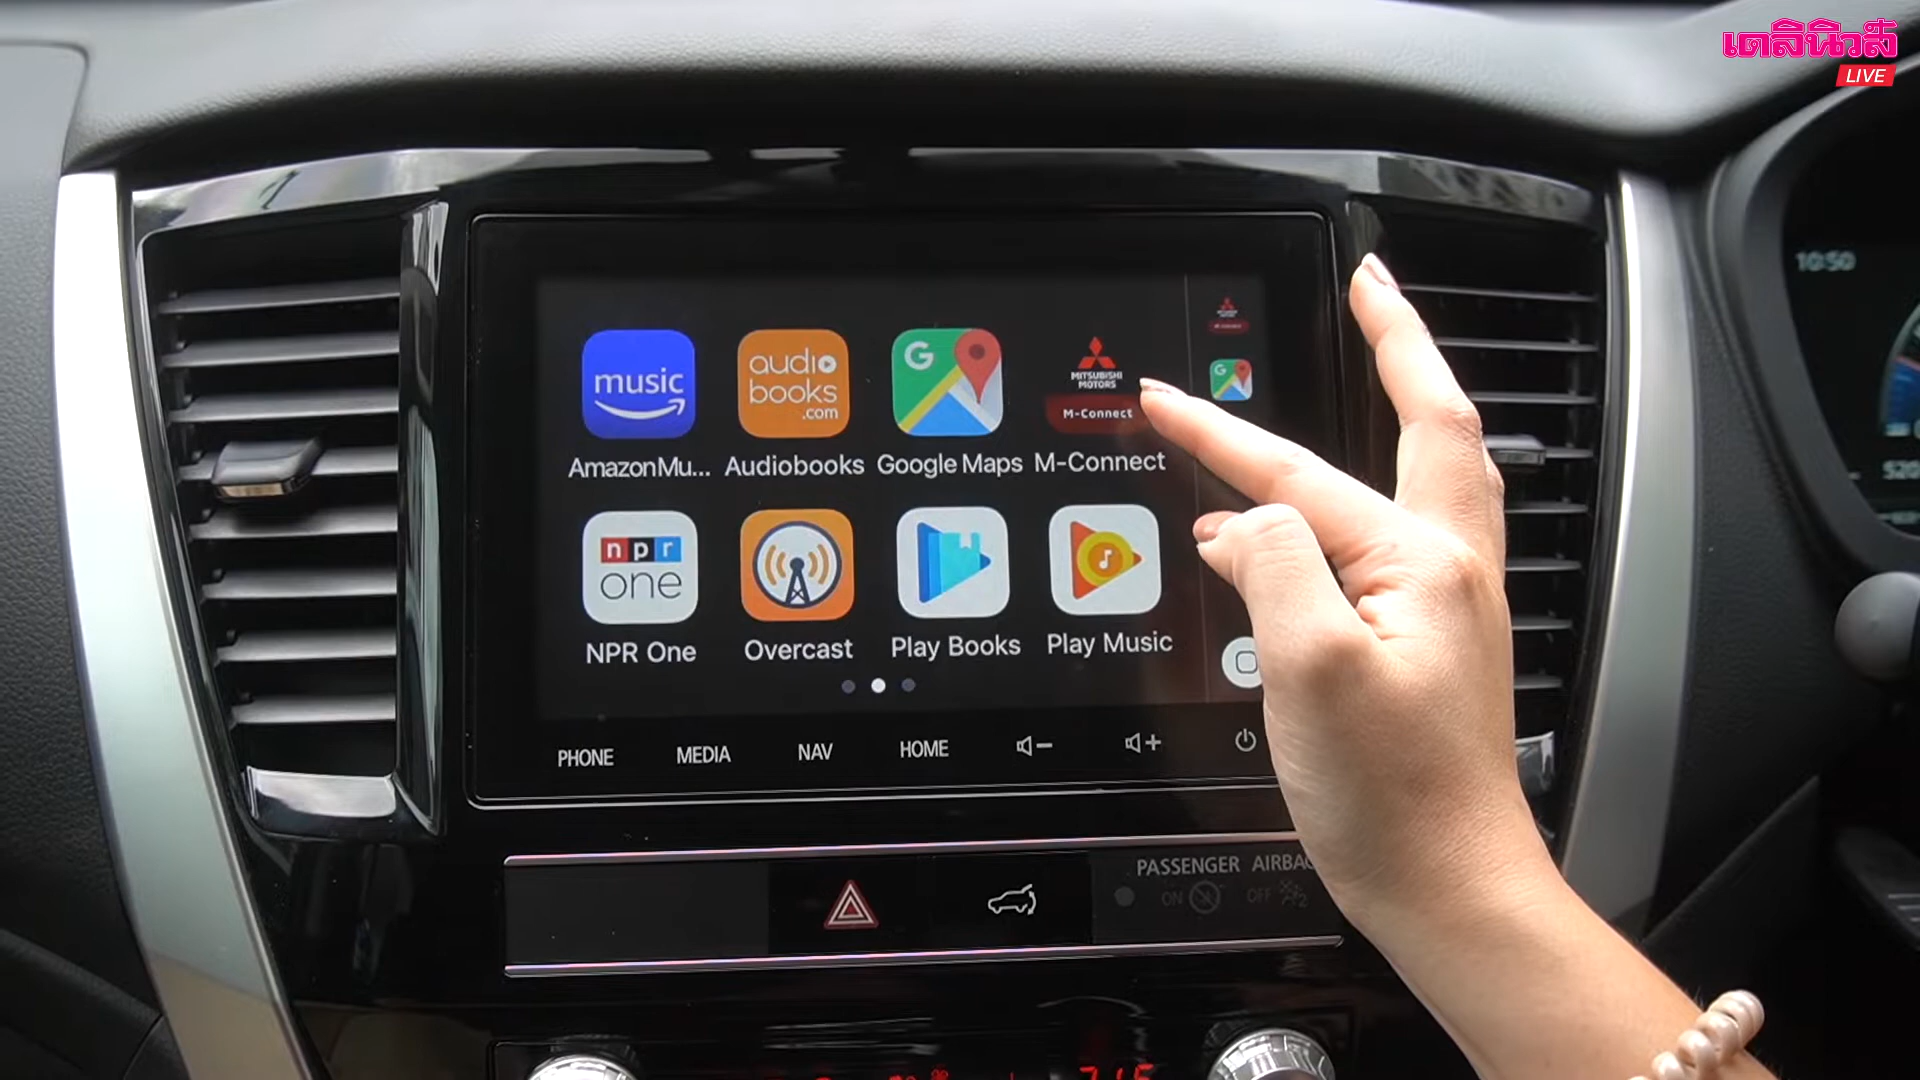 เดลินิวส์
LIVE
10:50
music
audio
books
.com
G
MITSUBISHI
MOTORS
M-Connect
G
AmazonMu...
Audiobooks
Google Maps
M-Connect
520
npr
one
NPR One
Overcast
Play Books
Play Music
PHONE
MEDIA
NAV
HOME
PASSENGER AIRBAG
ON
OFF